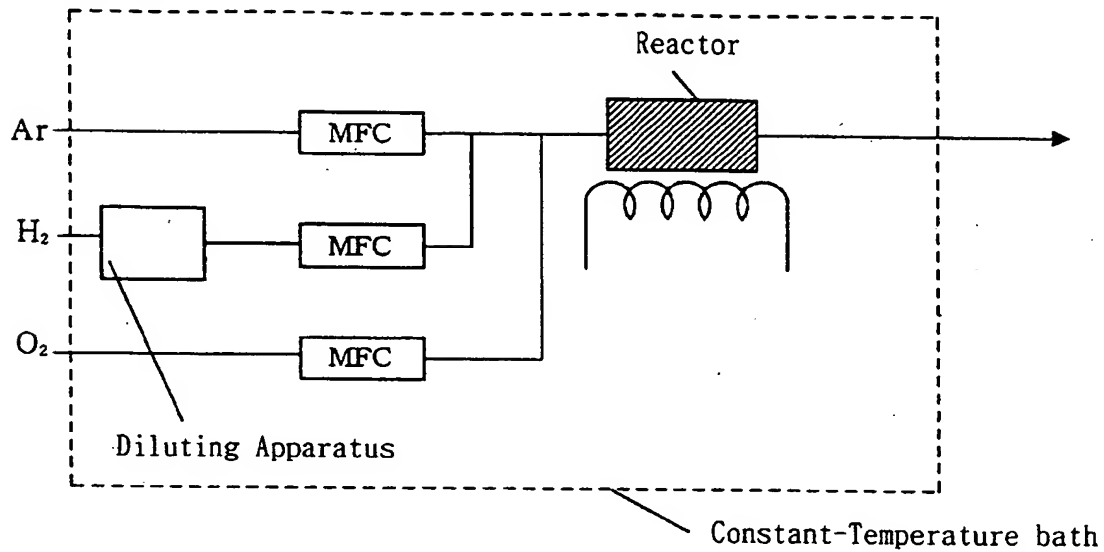 Reactor
Ar
MFC
H₂
MFC
O₂
MFC
Diluting Apparatus
Constant-Temperature bath